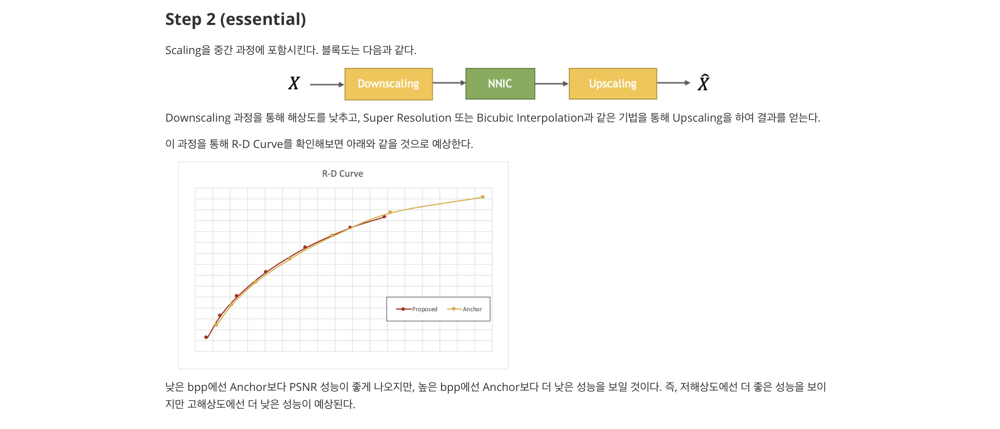 Step 2 (essential)
Scaling을 중간 과정에 포함시킨다. 블록도는 다음과 같다.
X Downscaling NNIC Upscaling X̂
Downscaling 과정을 통해 해상도를 낮추고, Super Resolution 또는 Bicubic Interpolation과 같은 기법을 통해 Upscaling을 하여 결과를 얻는다.
이 과정을 통해 R-D Curve를 확인해보면 아래와 같을 것으로 예상한다.
R-D Curve
Proposed Anchor
낮은 bpp에선 Anchor보다 PSNR 성능이 좋게 나오지만, 높은 bpp에선 Anchor보다 더 낮은 성능을 보일 것이다. 즉, 저해상도에선 더 좋은 성능을 보이
지만 고해상도에선 더 낮은 성능이 예상된다.